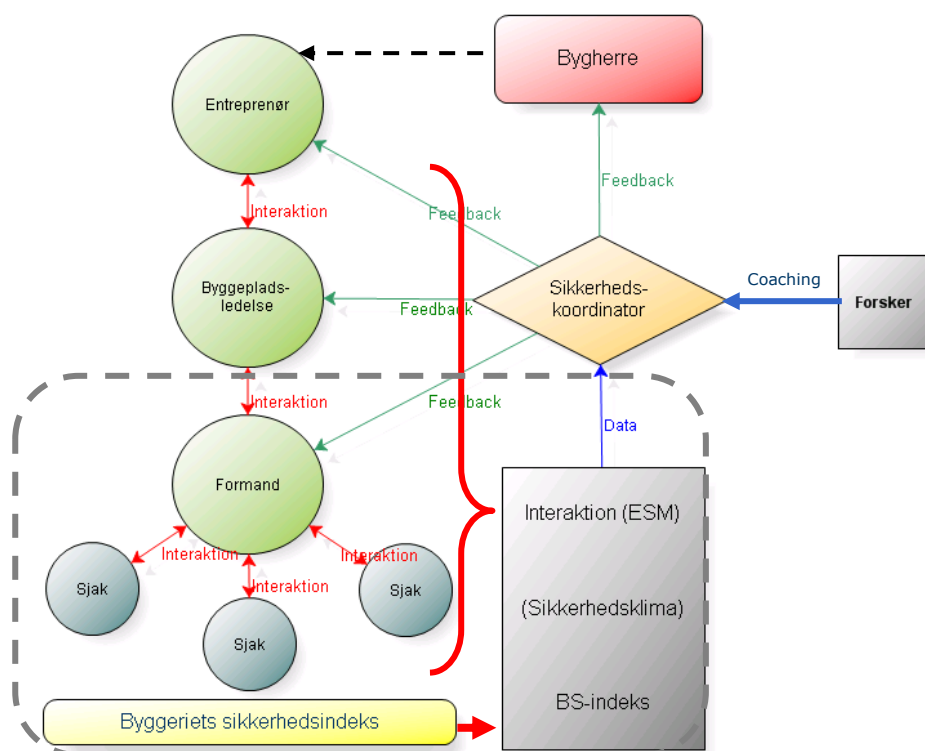 Bygherre
Entreprenør
Feedback
Interaktion
Feedback
Byggeplads-
ledelse
Feedback
Sikkerheds-
koordinator
Coaching
Forsker
Interaktion
Feedback
Data
Formand
Interaktion (ESM)
Interaktion
Interaktion
Interaktion
Sjak
Sjak
Sjak
(Sikkerhedsklima)
BS-indeks
Byggeriets sikkerhedsindeks